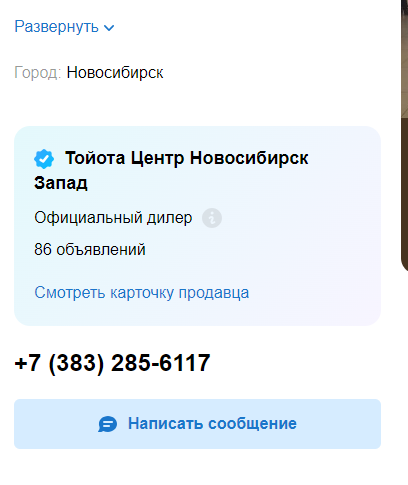 Развернуть
Город: Новосибирск
Тойота Центр Новосибирск
Запад
Официальный дилер
86 объявлений
Смотреть карточку продавца
+7 (383) 285-6117
Написать сообщение